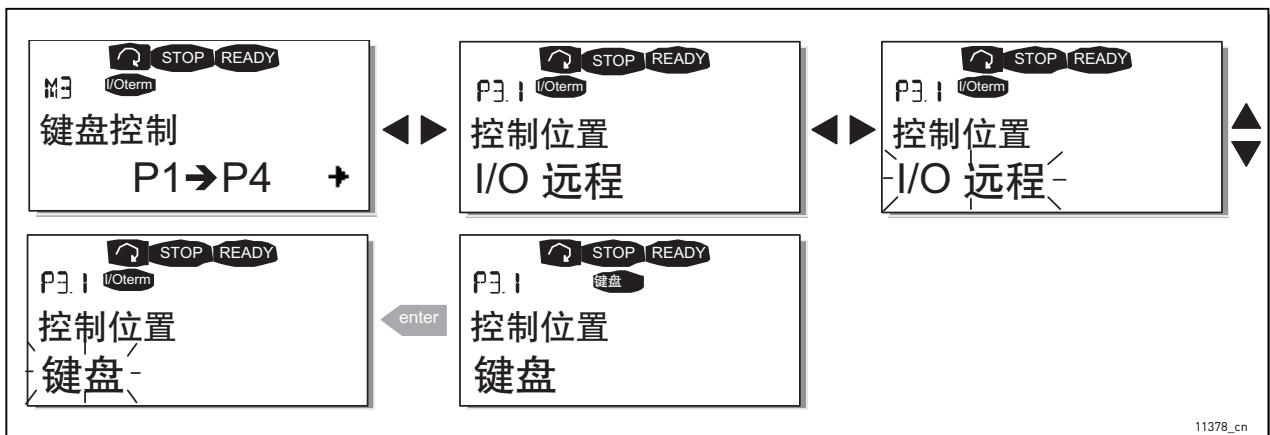 STOP READY
M3 I/Oterm
键盘控制
P1➔P4
STOP READY
P3.1 I/Oterm
控制位置
I/O 远程
STOP READY
P3.1 I/Oterm
控制位置
I/O 远程
STOP READY
P3.1 I/Oterm
控制位置
键盘
enter
STOP READY
P3.1 键盘
控制位置
键盘
11378_cn